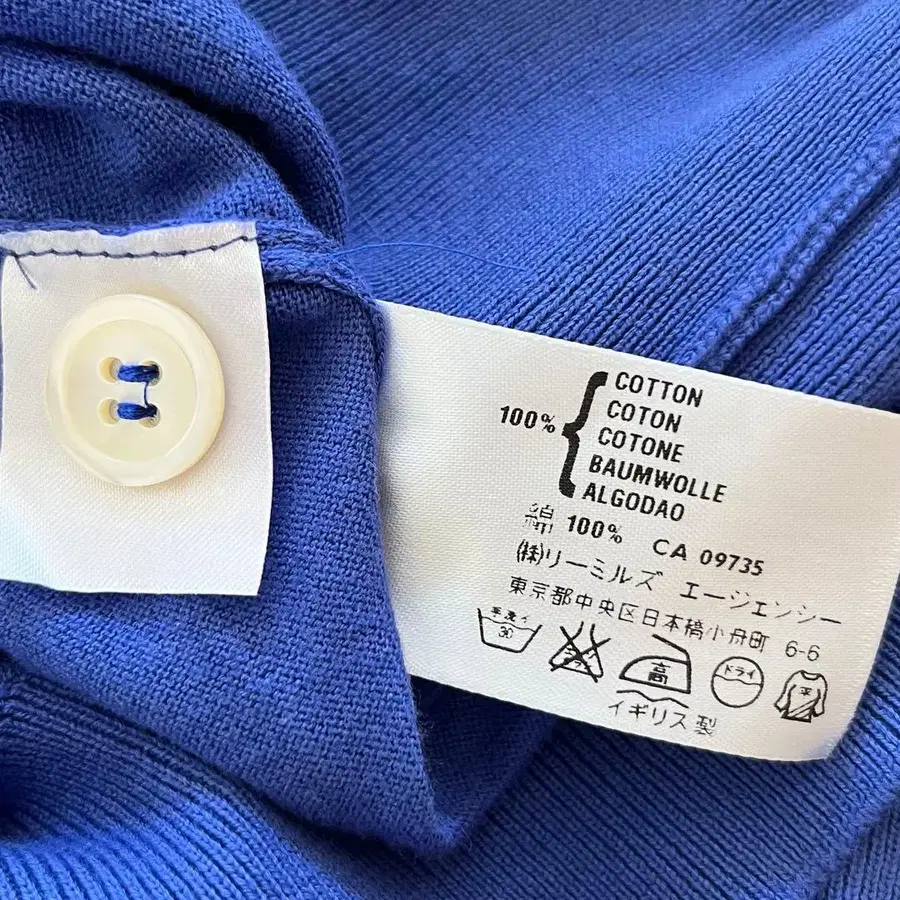 100%
COTTON
COTON
COTONE
BAUMWOLLE
ALGODAO
綿 100% CA 09735
㈱リーミルズ エージェンシー
東京都中央区日本橋小舟町 6-6
手洗イ
30
高
ドライ
平
イギリス製